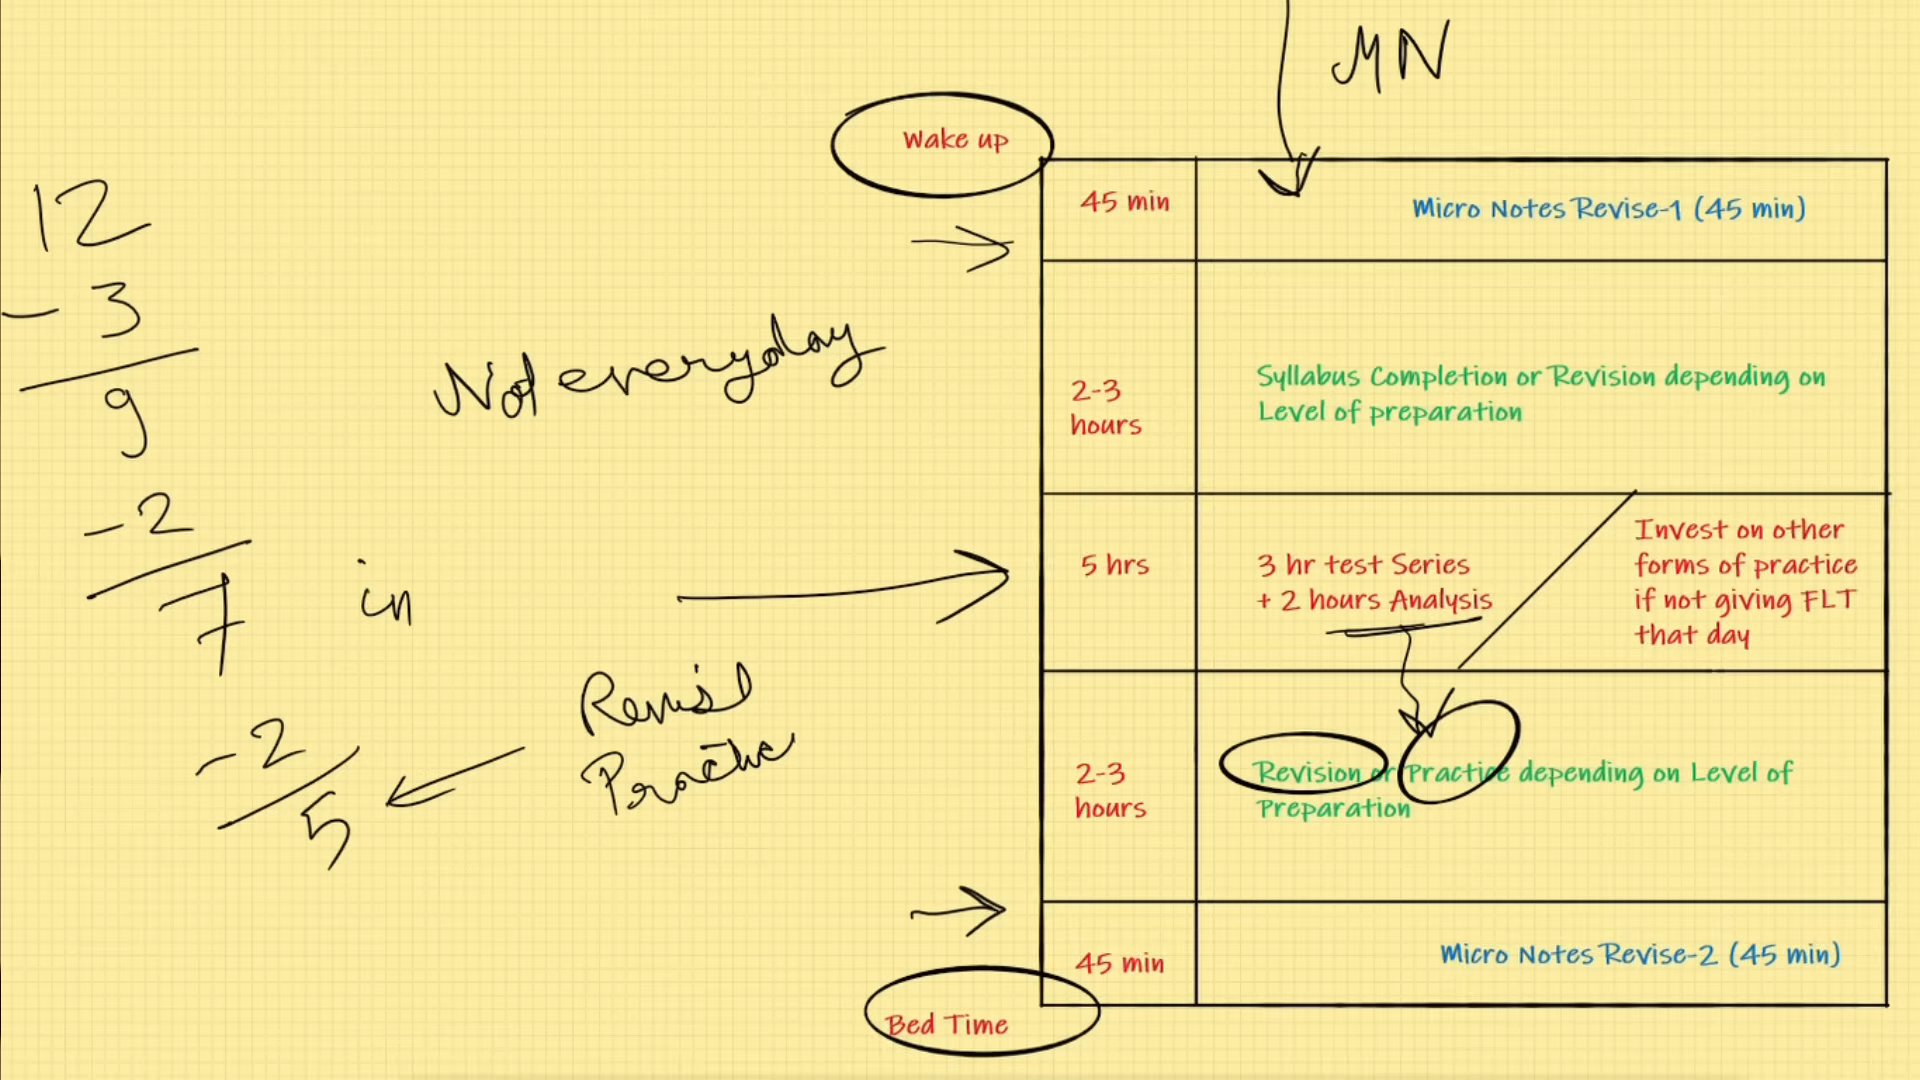 MN
Wake up
45 min
Micro Notes Revise-1 (45 min)
12
- 3
9
- 2
7
in
- 2
5
Not everyday
2-3
hours
Syllabus Completion or Revision depending on
Level of preparation
5 hrs
3 hr test Series
+ 2 hours Analysis
Invest on other
forms of practice
if not giving FLT
that day
Practice
2-3
hours
Revision or Practice depending on Level of
Preparation
45 min
Micro Notes Revise-2 (45 min)
Bed Time